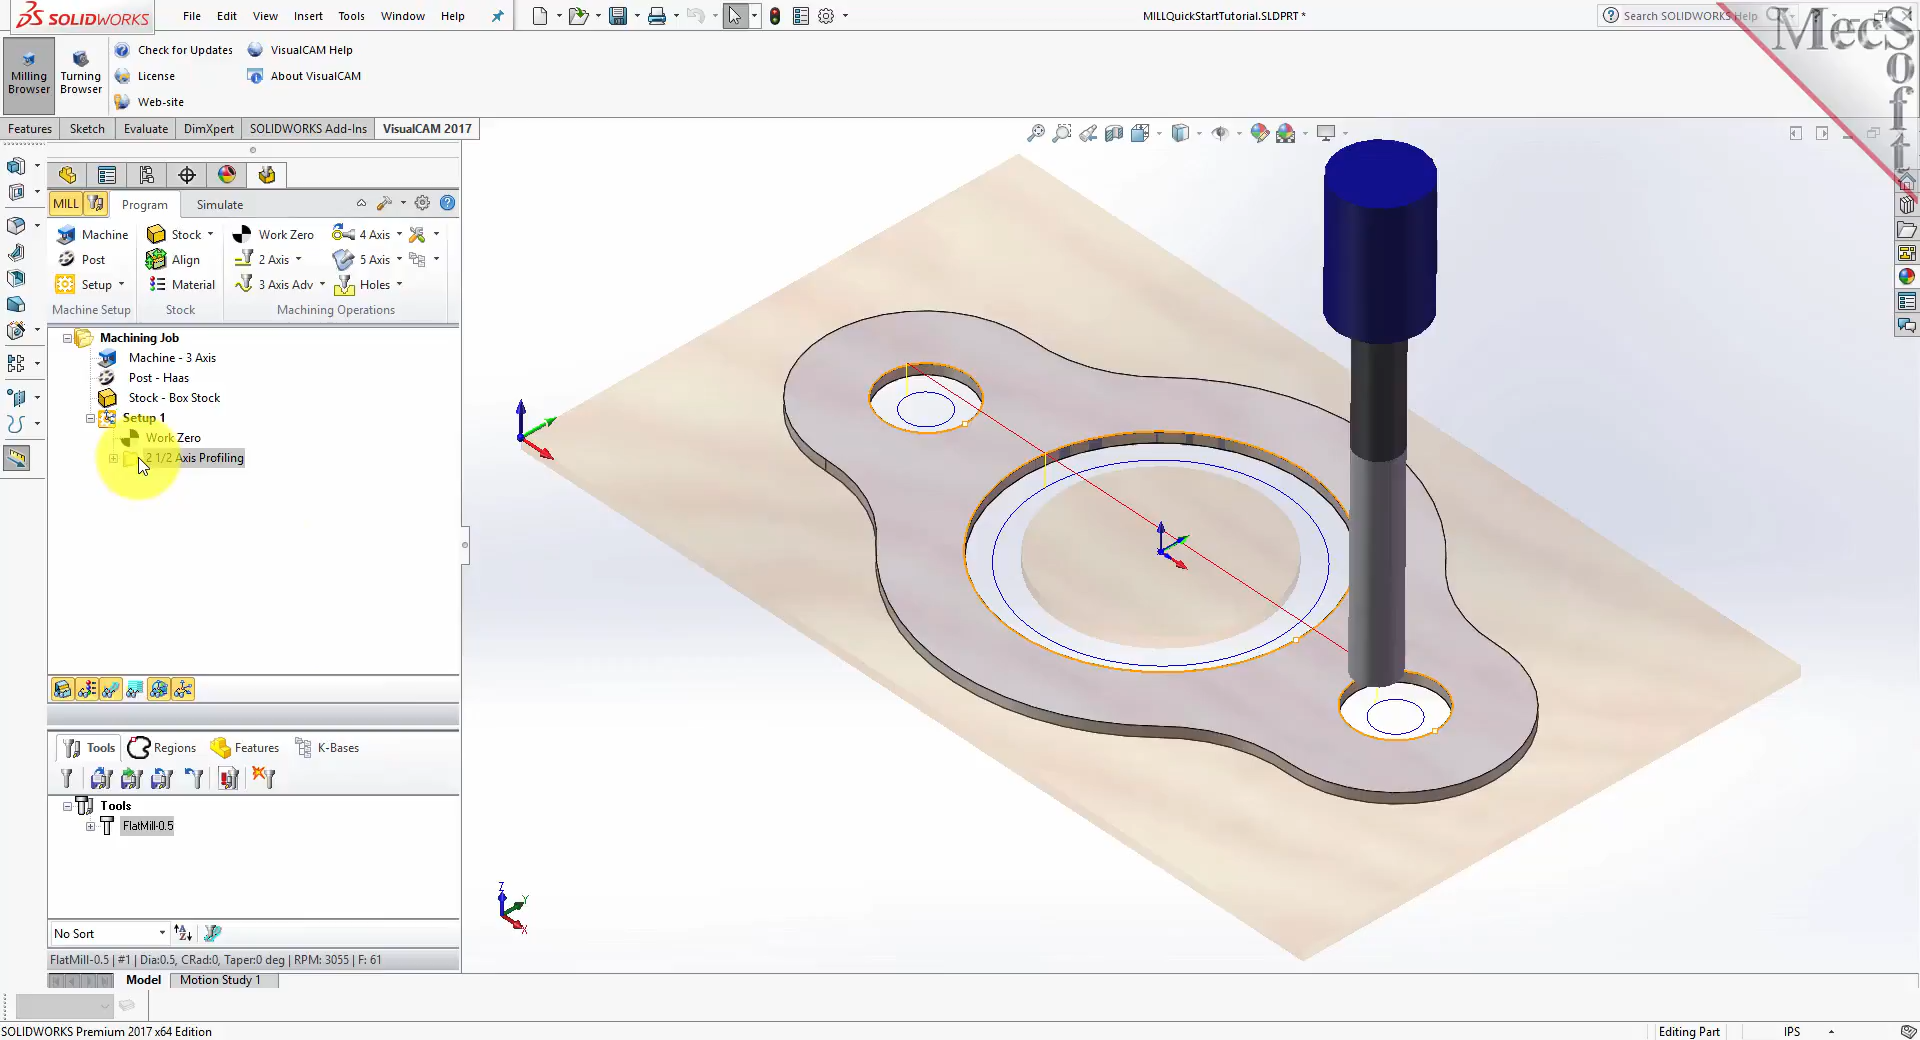 SOLIDWORKS
File Edit View Insert Tools Window Help
MILLQuickStartTutorial.SLDPRT *
Search SOLIDWORKS Help
MecSoft
Milling Browser
Turning Browser
Check for Updates
VisualCAM Help
License
About VisualCAM
Web-site
Features Sketch Evaluate DimXpert SOLIDWORKS Add-Ins VisualCAM 2017
MILL Program Simulate
Machine Stock Work Zero 4 Axis
Post Align 2 Axis 5 Axis
Setup Material 3 Axis Adv Holes
Machine Setup Stock Machining Operations
Machining Job
Machine - 3 Axis
Post - Haas
Stock - Box Stock
Setup 1
Work Zero
2 1/2 Axis Profiling
Tools Regions Features K-Bases
Tools
FlatMill-0.5
Z
Y
X
No Sort
FlatMill-0.5 | #1 | Dia:0.5, CRad:0, Taper:0 deg | RPM: 3055 | F: 61
Model Motion Study 1
SOLIDWORKS Premium 2017 x64 Edition
Editing Part
IPS